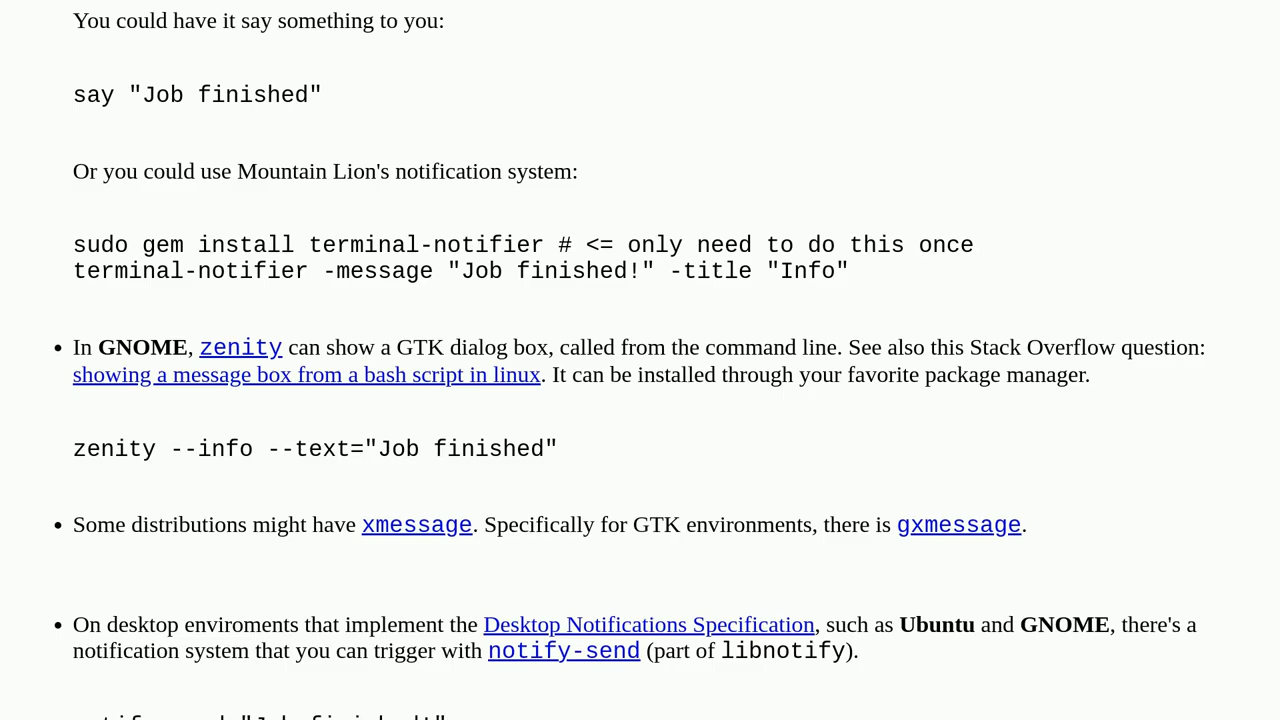 You could have it say something to you:
say "Job finished"
Or you could use Mountain Lion's notification system:
sudo gem install terminal-notifier # <= only need to do this once
terminal-notifier -message "Job finished!" -title "Info"
• In GNOME, zenity can show a GTK dialog box, called from the command line. See also this Stack Overflow question:
showing a message box from a bash script in linux. It can be installed through your favorite package manager.
zenity --info --text="Job finished"
• Some distributions might have xmessage. Specifically for GTK environments, there is gxmessage.
• On desktop enviroments that implement the Desktop Notifications Specification, such as Ubuntu and GNOME, there's a
notification system that you can trigger with notify-send (part of libnotify).